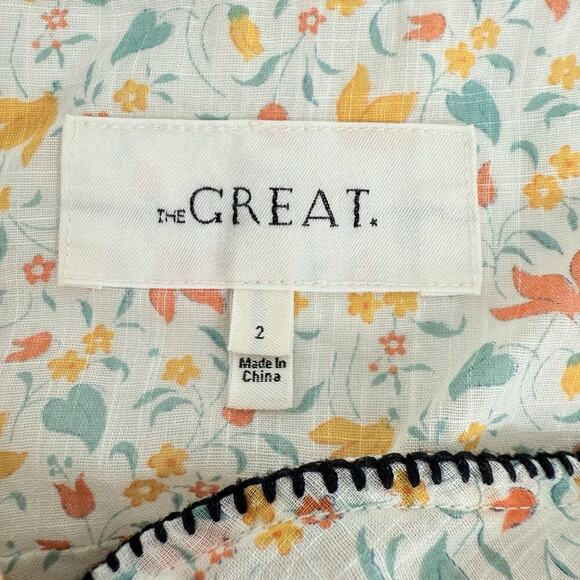 THE GREAT.
2
Made In
China